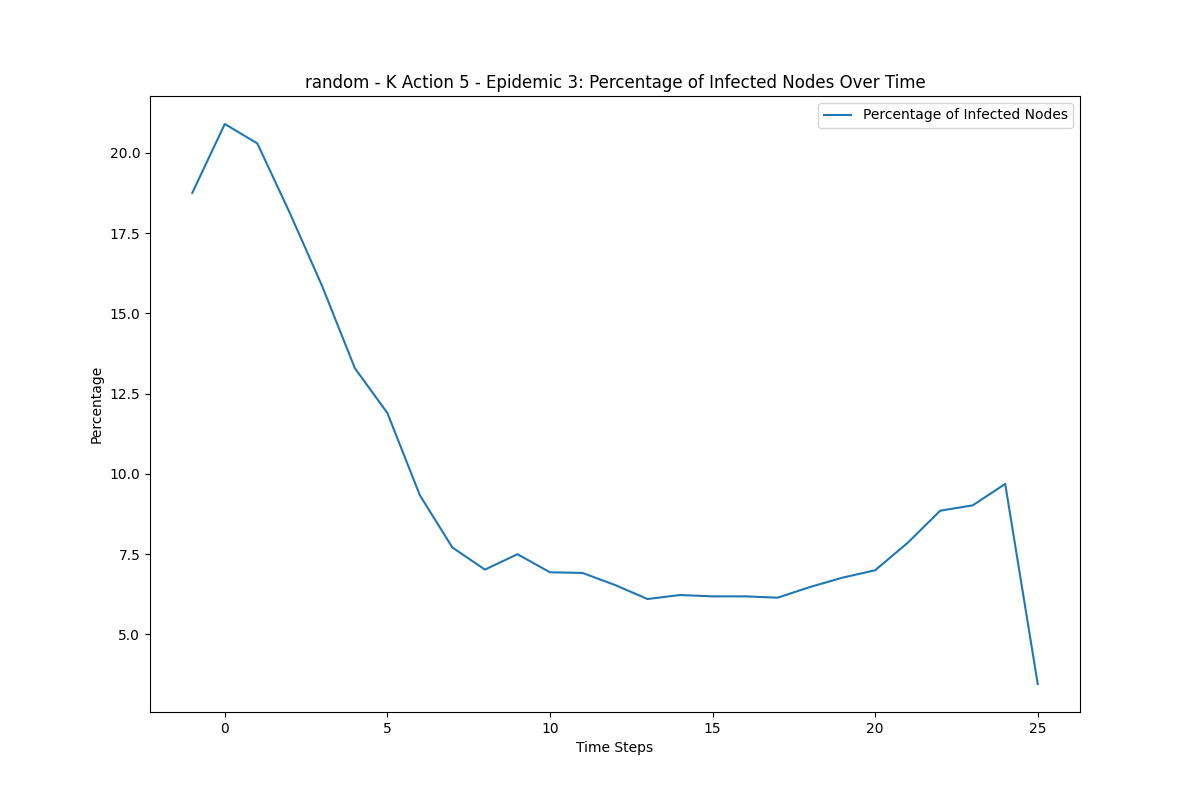 random - K Action 5 - Epidemic 3: Percentage of Infected Nodes Over Time
Percentage of Infected Nodes
20.0
17.5
15.0
12.5
10.0
7.5
5.0
Percentage
0 5 10 15 20 25
Time Steps